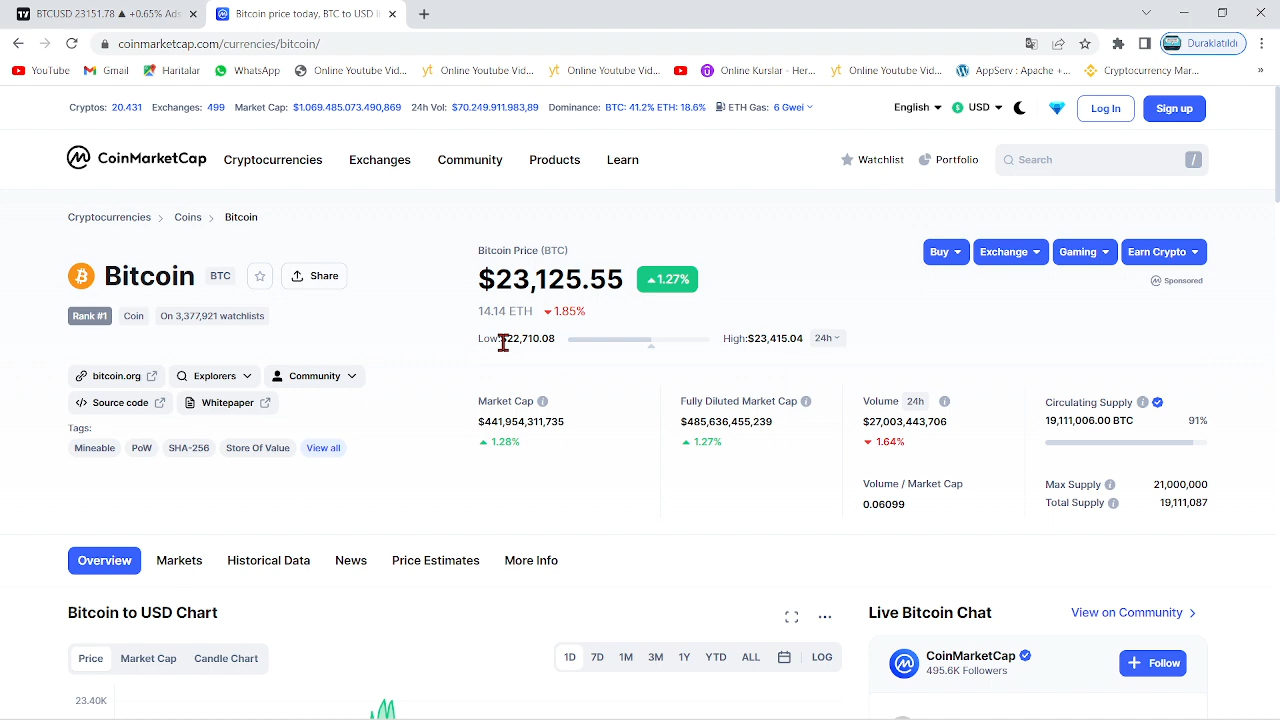 BTCUSD 23151.78 ▲ +0.65% Ads
Bitcoin price today, BTC to USD li
coinmarketcap.com/currencies/bitcoin/
Duraklatıldı
YouTube Gmail Haritalar WhatsApp Online Youtube Vid... Online Youtube Vid... Online Youtube Vid... Online Kurslar - Her... Online Youtube Vid... AppServ : Apache +... Cryptocurrency Mar... »
Cryptos: 20.431 Exchanges: 499 Market Cap: $1.069.485.073.490,869 24h Vol: $70.249.911.983,89 Dominance: BTC: 41.2% ETH: 18.6% ETH Gas: 6 Gwei
English USD Log In Sign up
CoinMarketCap Cryptocurrencies Exchanges Community Products Learn Watchlist Portfolio Search /
Cryptocurrencies > Coins > Bitcoin
Bitcoin BTC Share
Rank #1 Coin On 3,377,921 watchlists
bitcoin.org Explorers Community
Source code Whitepaper
Tags:
Mineable PoW SHA-256 Store Of Value View all
Bitcoin Price (BTC)
$23,125.55 1.27%
14.14 ETH 1.85%
Low:$22,710.08 High:$23,415.04 24h
Buy Exchange Gaming Earn Crypto
Sponsored
Market Cap
$441,954,311,735
1.28%
Fully Diluted Market Cap
$485,636,455,239
1.27%
Volume 24h
$27,003,443,706
1.64%
Volume / Market Cap
0.06099
Circulating Supply
19,111,006.00 BTC 91%
Max Supply 21,000,000
Total Supply 19,111,087
Overview Markets Historical Data News Price Estimates More Info
Bitcoin to USD Chart
Price Market Cap Candle Chart
1D 7D 1M 3M 1Y YTD ALL LOG
23.40K
Live Bitcoin Chat View on Community >
CoinMarketCap
495.6K Followers
+ Follow